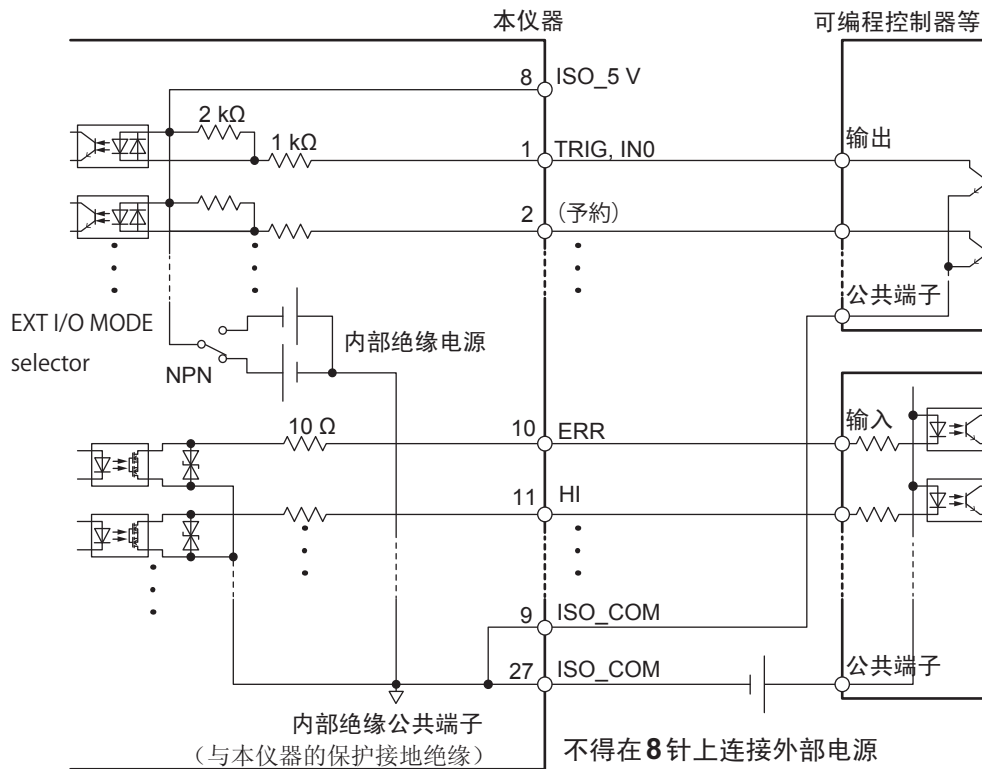 本仪器
可编程控制器等
8 ISO_5 V
2 kΩ
1 kΩ
1 TRIG, IN0
输出
2 (予約)
公共端子
EXT I/O MODE
selector
NPN
内部绝缘电源
10 Ω
10 ERR
输入
11 HI
9 ISO_COM
27 ISO_COM
公共端子
内部绝缘公共端子
（与本仪器的保护接地绝缘）
不得在8针上连接外部电源